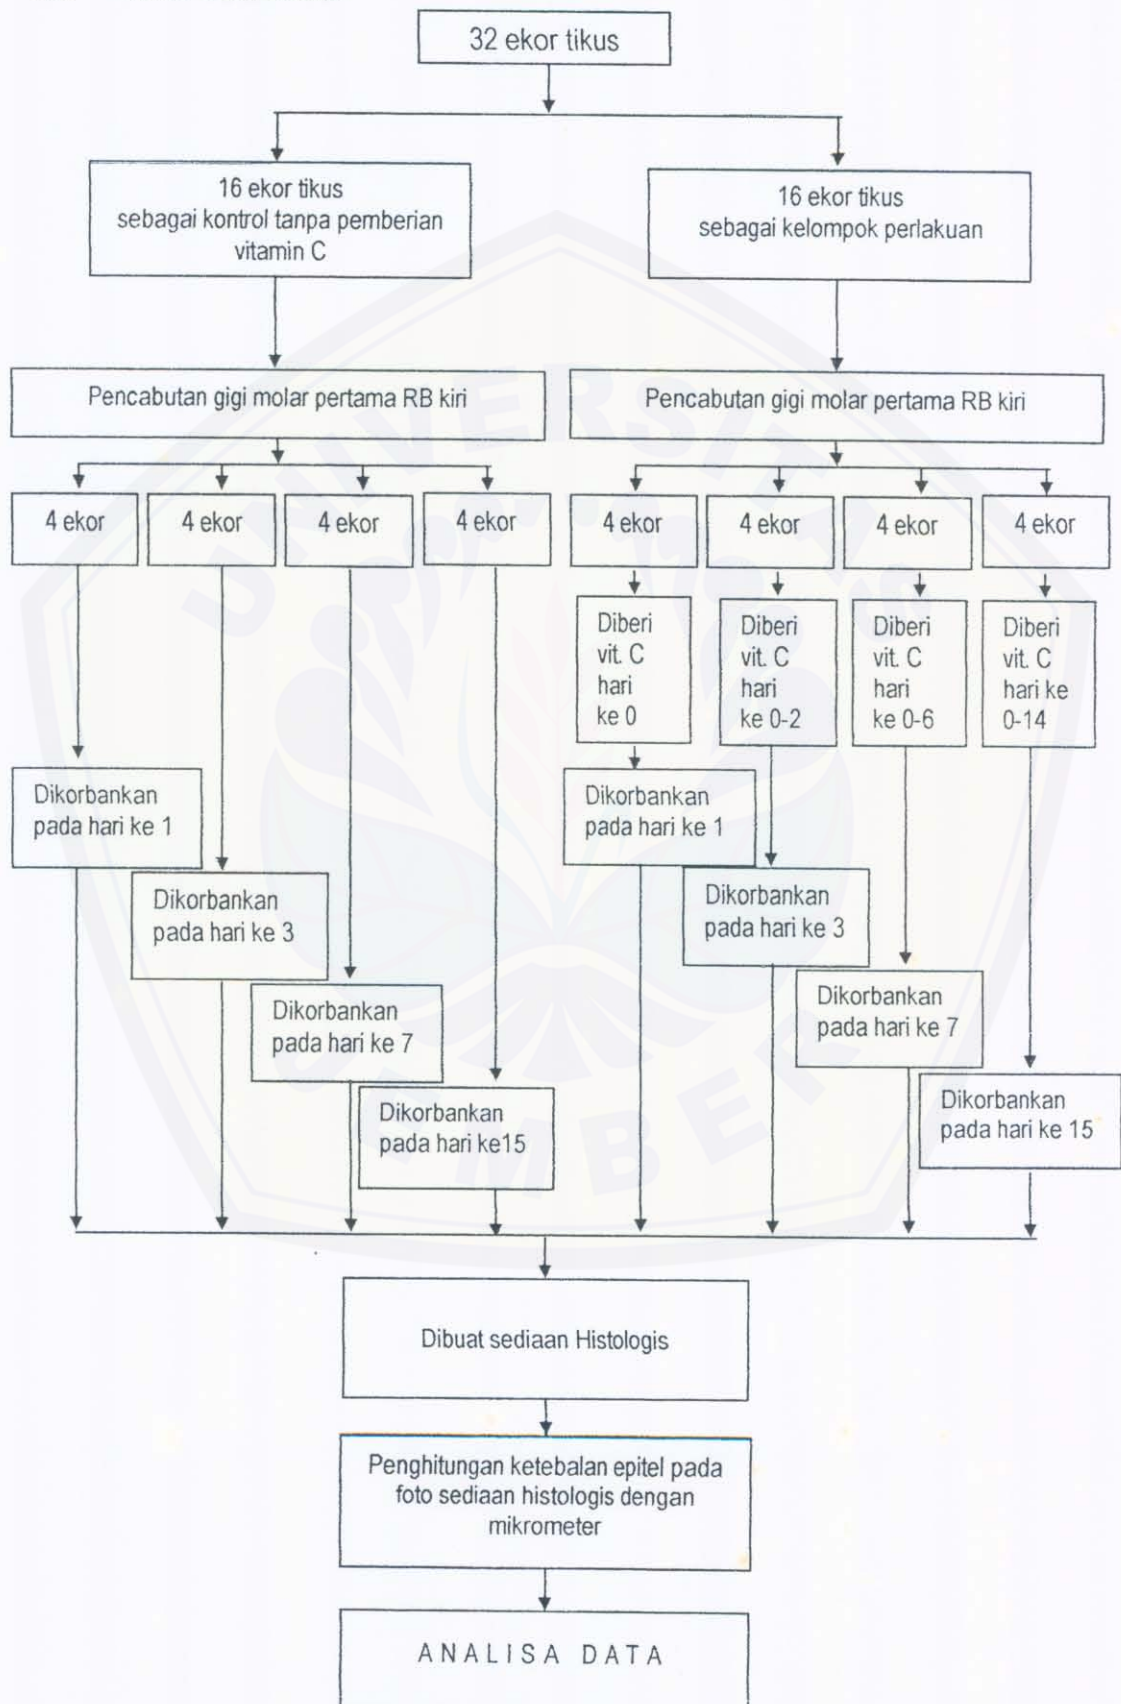 32 ekor tikus
16 ekor tikus
sebagai kontrol tanpa pemberian
vitamin C
16 ekor tikus
sebagai kelompok perlakuan
Pencabutan gigi molar pertama RB kiri
Pencabutan gigi molar pertama RB kiri
4 ekor
4 ekor
4 ekor
4 ekor
4 ekor
4 ekor
4 ekor
4 ekor
Diberi
vit. C
hari
ke 0
Diberi
vit. C
hari
ke 0-2
Diberi
vit. C
hari
ke 0-6
Diberi
vit. C
hari ke
0-14
Dikorbankan
pada hari ke 1
Dikorbankan
pada hari ke 3
Dikorbankan
pada hari ke 7
Dikorbankan
pada hari ke15
Dikorbankan
pada hari ke 1
Dikorbankan
pada hari ke 3
Dikorbankan
pada hari ke 7
Dikorbankan
pada hari ke 15
Dibuat sediaan Histologis
Penghitungan ketebalan epitel pada
foto sediaan histologis dengan
mikrometer
ANALISA DATA
UNIVERSITAS
JEMBER